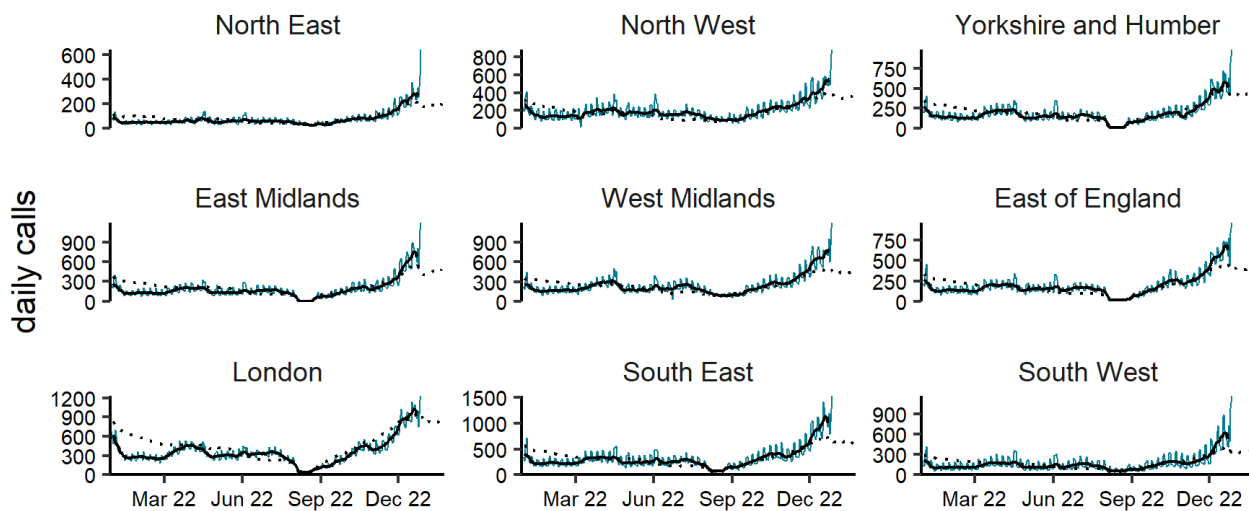 North East
North West
Yorkshire and Humber
600
400
200
0
800
600
400
200
0
750
500
250
0
East Midlands
West Midlands
East of England
900
600
300
0
900
600
300
0
750
500
250
0
daily calls
London
South East
South West
1200
900
600
300
0
1500
1000
500
0
900
600
300
0
Mar 22 Jun 22 Sep 22 Dec 22
Mar 22 Jun 22 Sep 22 Dec 22
Mar 22 Jun 22 Sep 22 Dec 22